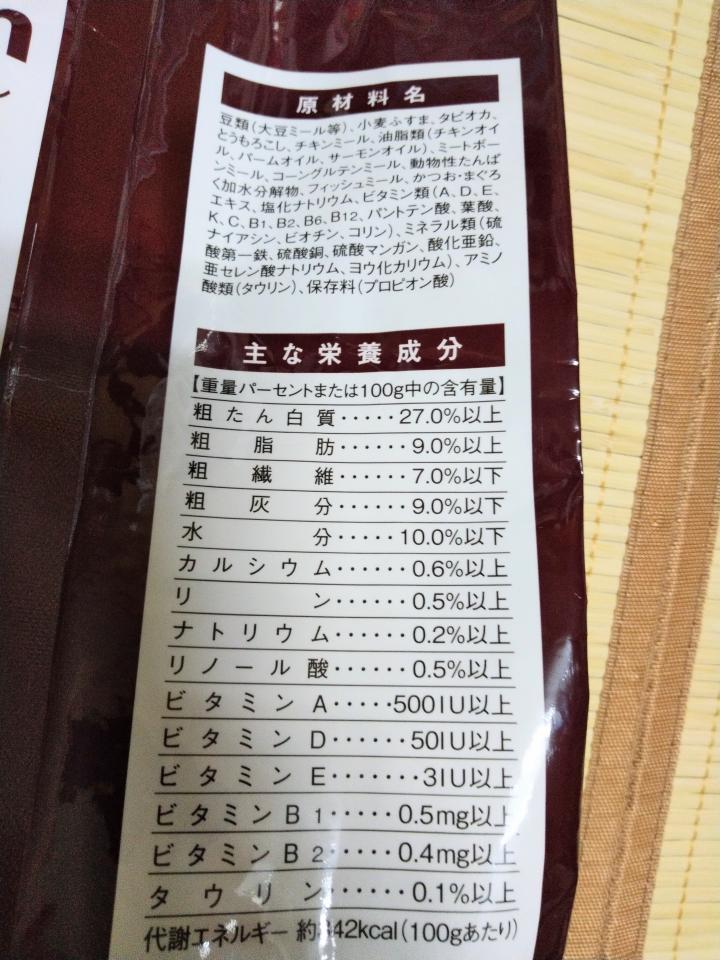 n
原材料名
豆類(大豆ミール等)、小麦ふすま、タピオカ、
とうもろこし、チキンミール、油脂類(チキンオイ
ル、パームオイル、サーモンオイル)、ミートボー
ンミール、コーングルテンミール、動物性たんぱ
く加水分解物、フィッシュミール、かつお・まぐろ
エキス、塩化ナトリウム、ビタミン類(A、D、E、
K、C、B1、B2、B6、B12、パントテン酸、葉酸、
ナイアシン、ビオチン、コリン)、ミネラル類(硫
酸第一鉄、硫酸銅、硫酸マンガン、酸化亜鉛、
亜セレン酸ナトリウム、ヨウ化カリウム)、アミノ
酸類(タウリン)、保存料(プロピオン酸)
主な栄養成分
【重量パーセントまたは100g中の含有量】
粗たん白質・・・・・27.0%以上
粗脂肪・・・・・・9.0%以上
粗繊維・・・・・・7.0%以下
粗灰分・・・・・・9.0%以下
水分・・・・・・10.0%以下
カルシウム・・・・・・0.6%以上
リン・・・・・・0.5%以上
ナトリウム・・・・・・0.2%以上
リノール酸・・・・・・0.5%以上
ビタミンA・・・・・500IU以上
ビタミンD・・・・・・50IU以上
ビタミンE・・・・・・・3IU以上
ビタミンB1・・・・・0.5mg以上
ビタミンB2・・・・・0.4mg以上
タウリン・・・・・・0.1%以上
代謝エネルギー 約342kcal(100gあたり)